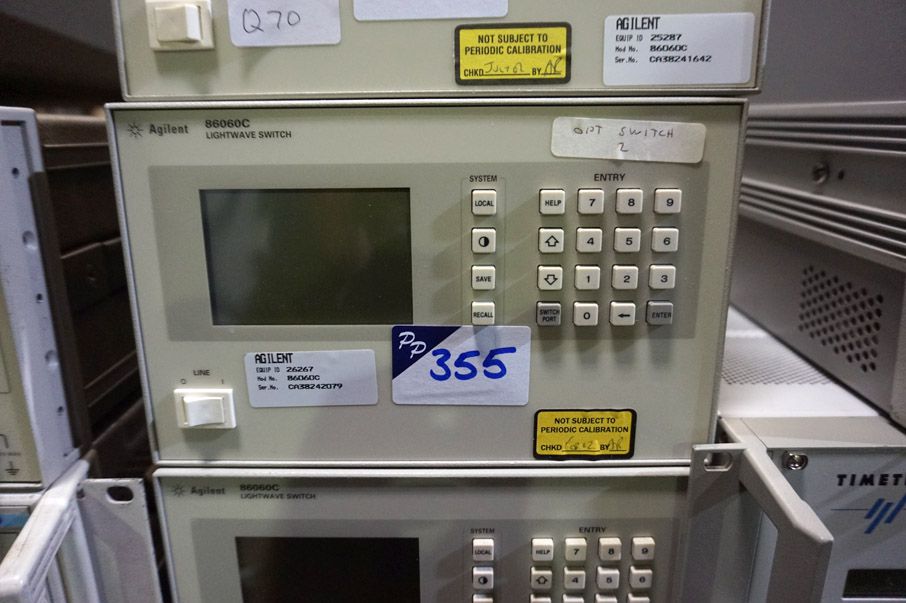 Q70
NOT SUBJECT TO
PERIODIC CALIBRATION
CHKD BY AR
AGILENT
EQUIP ID 25287
Mod No. 86060C
Ser.No. CA38241642
Agilent 86060C
LIGHTWAVE SWITCH
OPT SWITCH
2
SYSTEM
LOCAL
SAVE
RECALL
ENTRY
HELP 7 8 9
4 5 6
1 2 3
SWITCH PORT 0 ENTER
LINE
O I
AGILENT
EQUIP ID 26267
Mod No. 86060C
Ser.No. CA38242079
PP 355
NOT SUBJECT TO
PERIODIC CALIBRATION
CHKD BY AR
Agilent 86060C
LIGHTWAVE SWITCH
SYSTEM
LOCAL
ENTRY
HELP 7 8 9
4 5 6
TIMET